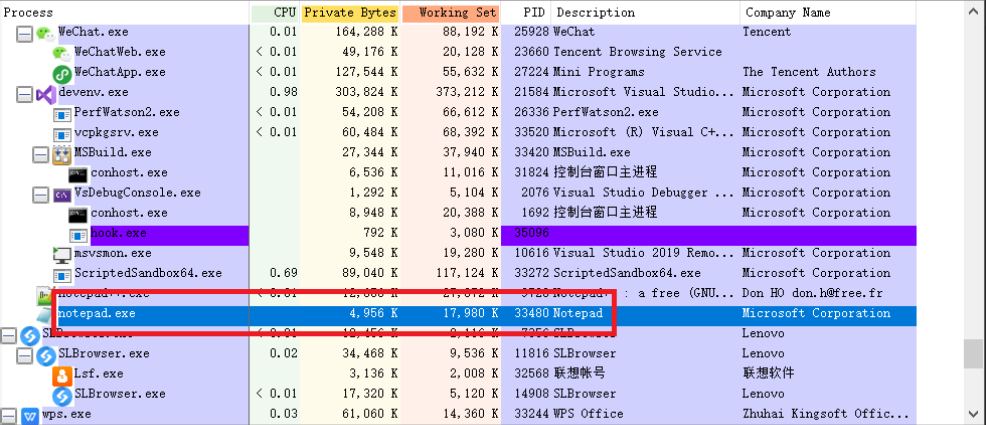 Process CPU Private Bytes Working Set PID Description Company Name
WeChat.exe 0.01 164,288 K 88,192 K 25928 WeChat Tencent
WeChatWeb.exe < 0.01 49,176 K 20,128 K 23660 Tencent Browsing Service
WeChatApp.exe < 0.01 127,544 K 55,632 K 27224 Mini Programs The Tencent Authors
devenv.exe 0.98 303,824 K 373,212 K 21584 Microsoft Visual Studio... Microsoft Corporation
PerfWatson2.exe < 0.01 54,208 K 66,612 K 26336 PerfWatson2.exe Microsoft Corporation
vcpkgsrv.exe < 0.01 60,484 K 68,392 K 33520 Microsoft (R) Visual C+... Microsoft Corporation
MSBuild.exe 27,344 K 37,940 K 33420 MSBuild.exe Microsoft Corporation
conhost.exe 6,536 K 11,016 K 31824 控制台窗口主进程 Microsoft Corporation
VsDebugConsole.exe 1,292 K 5,104 K 2076 Visual Studio Debugger ... Microsoft Corporation
conhost.exe 8,948 K 20,388 K 1692 控制台窗口主进程 Microsoft Corporation
hook.exe 792 K 3,080 K 35096
msvsmon.exe 9,548 K 19,280 K 10616 Visual Studio 2019 Remo... Microsoft Corporation
ScriptedSandbox64.exe 0.69 89,040 K 117,124 K 33272 ScriptedSandbox64.exe Microsoft Corporation
notepad++.exe < 0.01 : a free (GNU... Don HO don.h@free.fr
notepad.exe 4,956 K 17,980 K 33480 Notepad Microsoft Corporation
SLBrowser.exe SLBrowser Lenovo
SLBrowser.exe 0.02 34,468 K 9,536 K 11816 SLBrowser Lenovo
Lsf.exe 3,136 K 2,008 K 32568 联想帐号 联想软件
SLBrowser.exe < 0.01 17,320 K 5,120 K 14908 SLBrowser Lenovo
wps.exe 0.03 61,060 K 14,360 K 33244 WPS Office Zhuhai Kingsoft Offic...